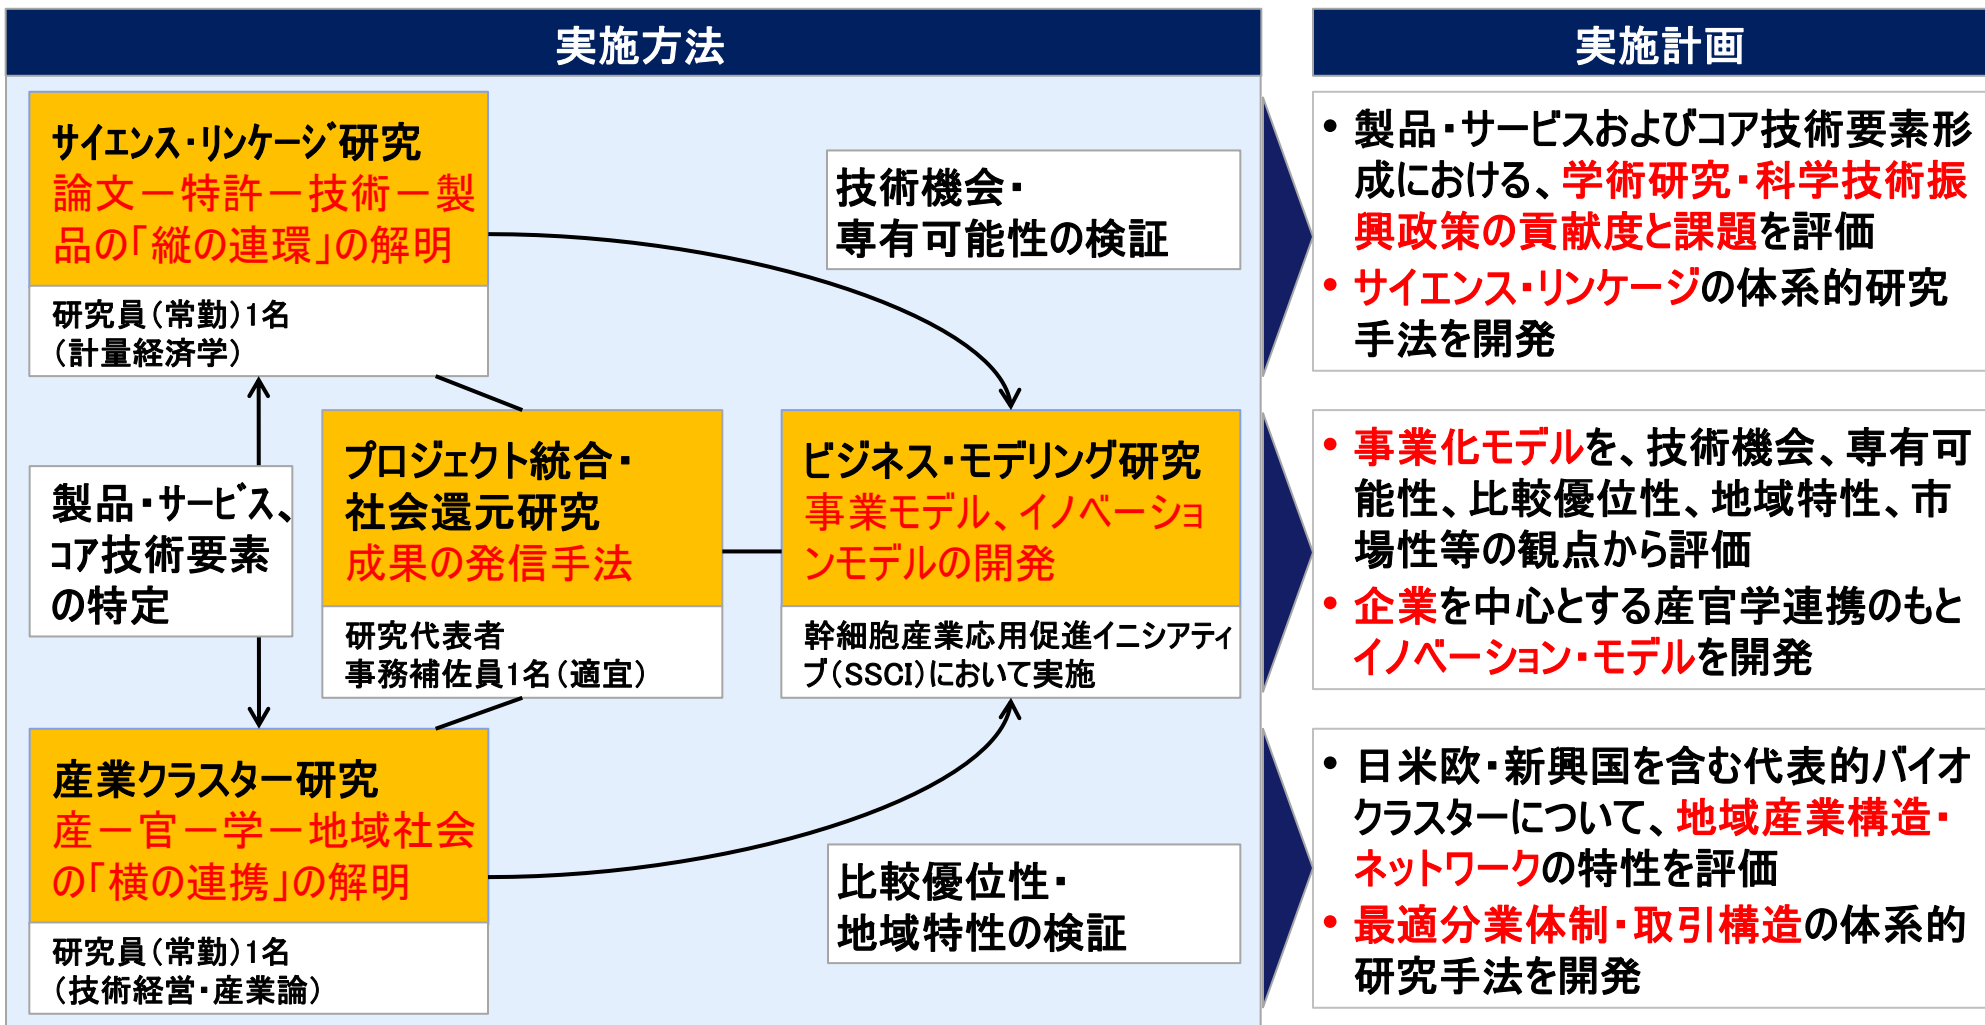 実施方法
サイエンス・リンケージ研究
論文－特許－技術－製
品の「縦の連環」の解明
研究員（常勤）1名
（計量経済学）
技術機会・
専有可能性の検証
製品・サービス、
コア技術要素
の特定
プロジェクト統合・
社会還元研究
成果の発信手法
研究代表者
事務補佐員1名（適宜）
ビジネス・モデリング研究
事業モデル、イノベーショ
ンモデルの開発
幹細胞産業応用促進イニシアティ
ブ（SSCI）において実施
産業クラスター研究
産－官－学－地域社会
の「横の連携」の解明
研究員（常勤）1名
（技術経営・産業論）
比較優位性・
地域特性の検証
実施計画
• 製品・サービスおよびコア技術要素形
成における、学術研究・科学技術振
興政策の貢献度と課題を評価
• サイエンス・リンケージの体系的研究
手法を開発
• 事業化モデルを、技術機会、専有可
能性、比較優位性、地域特性、市
場性等の観点から評価
• 企業を中心とする産官学連携のもと
イノベーション・モデルを開発
• 日米欧・新興国を含む代表的バイオ
クラスターについて、地域産業構造・
ネットワークの特性を評価
• 最適分業体制・取引構造の体系的
研究手法を開発